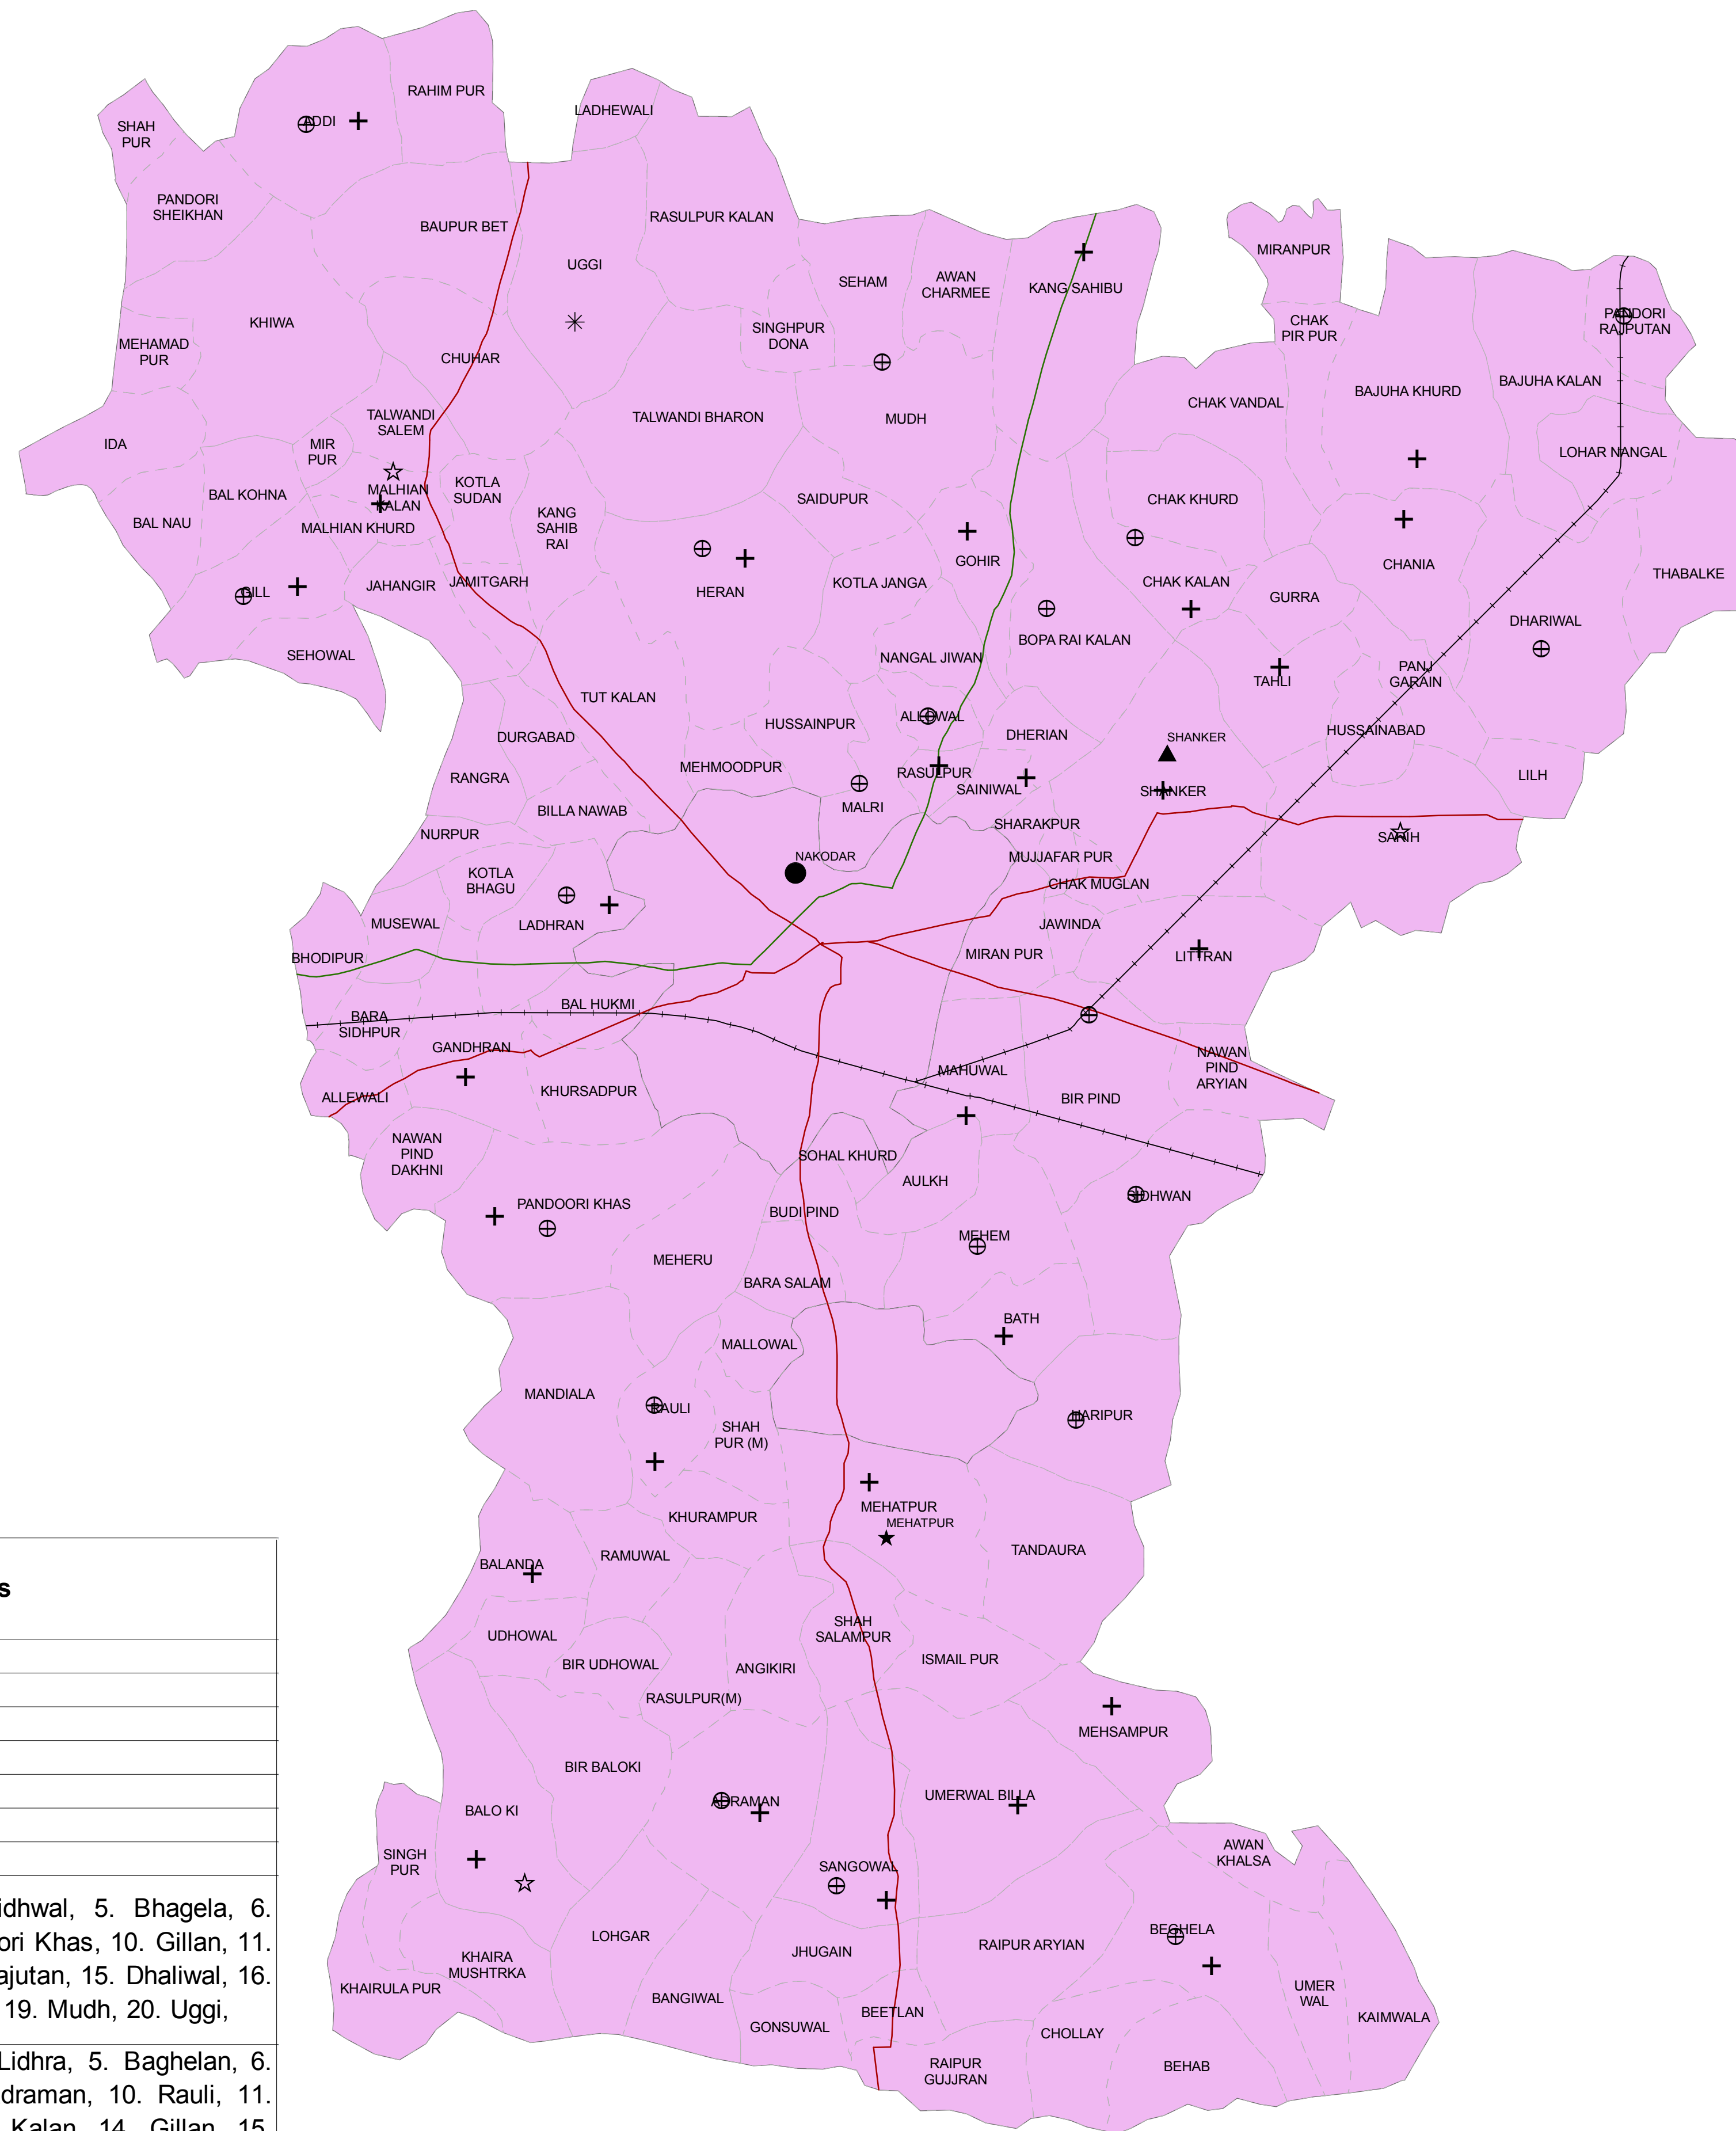 RAHIM PUR
LADHEWALI
ADDI
SHAH
PUR
PANDORI
SHEIKHAN
BAUPUR BET
RASULPUR KALAN
UGGI
SEHAM
AWAN
CHARMEE
KANG SAHIBU
MIRANPUR
KHIWA
MEHAMAD
PUR
CHUHAR
SINGHPUR
DONA
CHAK
PIR PUR
PANDORI
RAJPUTAN
BAJUHA KHURD
BAJUHA KALAN
CHAK VANDAL
TALWANDI
SALEM
TALWANDI BHARON
MUDH
IDA
MIR
PUR
LOHAR NANGAL
BAL KOHNA
MALHIAN
KALAN
KOTLA
SUDAN
SAIDUPUR
CHAK KHURD
BAL NAU
MALHIAN KHURD
KANG
SAHIB
RAI
GOHIR
CHANIA
THABALKE
GILL
JAHANGIR
JAMITGARH
HERAN
KOTLA JANGA
CHAK KALAN
GURRA
DHARIWAL
BOPA RAI KALAN
SEHOWAL
NANGAL JIWAN
TAHLI
PANJ
GARAIN
TUT KALAN
HUSSAINPUR
ALLOWAL
DURGABAD
DHERIAN
SHANKER
HUSSAINABAD
RANGRA
MEHMOODPUR
RASULPUR
LILH
SAINIWAL
SHANKER
BILLA NAWAB
MALRI
NURPUR
SHARAKPUR
SARIH
NAKODAR
MUJJAFAR PUR
KOTLA
BHAGU
CHAK MUGLAN
MUSEWAL
LADHRAN
JAWINDA
BHODIPUR
MIRAN PUR
LITTRAN
BAL HUKMI
BARA
SIDHPUR
GANDHRAN
MAHUWAL
NAWAN
PIND
ARYIAN
ALLEWALI
KHURSADPUR
BIR PIND
NAWAN
PIND
DAKHNI
SOHAL KHURD
AULKH
PANDOORI KHAS
SIDHWAN
BUDI PIND
MEHEM
MEHERU
BARA SALAM
BATH
MALLOWAL
MANDIALA
RAULI
SHAH
PUR (M)
HARIPUR
MEHATPUR
MEHATPUR
KHURAMPUR
TANDAURA
BALANDA
RAMUWAL
UDHOWAL
SHAH
SALAMPUR
BIR UDHOWAL
ANGIKIRI
ISMAIL PUR
RASULPUR(M)
MEHSAMPUR
BIR BALOKI
BALO KI
ADRAMAN
UMERWAL BILLA
SINGH
PUR
SANGOWAL
AWAN
KHALSA
LOHGAR
BEGHELA
JHUGAIN
RAIPUR ARYIAN
KHAIRA
MUSHTRKA
KHAIRULA PUR
BANGIWAL
UMER
WAL
BEETLAN
GONSUWAL
CHOLLAY
KAIMWALA
RAIPUR
GUJJRAN
BEHAB
s
idhwal, 5. Bhagela, 6.
ori Khas, 10. Gillan, 11.
ajutan, 15. Dhaliwal, 16.
19. Mudh, 20. Uggi,
Lidhra, 5. Baghelan, 6.
draman, 10. Rauli, 11.
Kalan, 14. Gillan, 15.